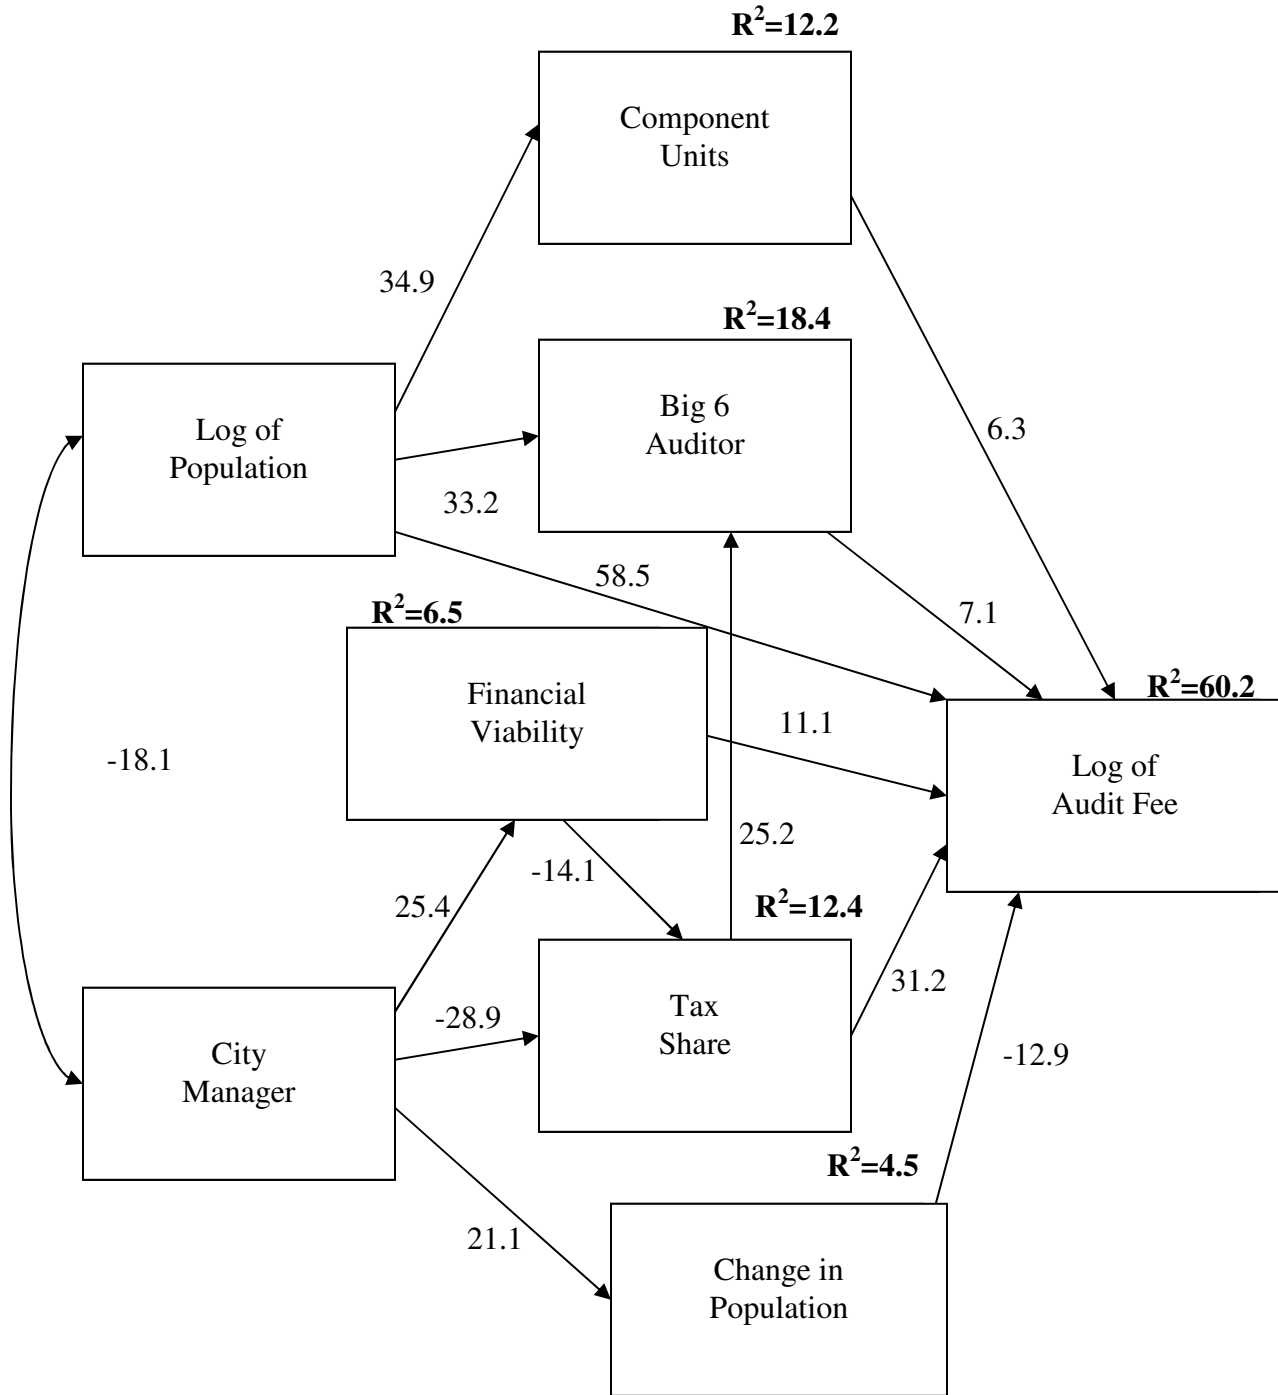 R²=12.2
Component
Units
34.9
R²=18.4
Big 6
Auditor
6.3
Log of
Population
33.2
58.5
R²=6.5
7.1
Financial
Viability
R²=60.2
11.1
Log of
Audit Fee
-18.1
25.2
-14.1
25.4
R²=12.4
31.2
Tax
Share
-28.9
City
Manager
-12.9
R²=4.5
21.1
Change in
Population